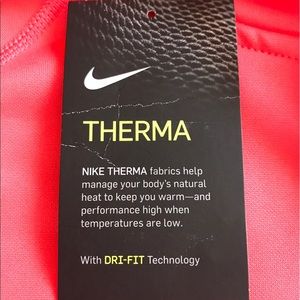 THERMA
NIKE THERMA fabrics help
manage your body's natural
heat to keep you warm—and
performance high when
temperatures are low.
With DRI-FIT Technology